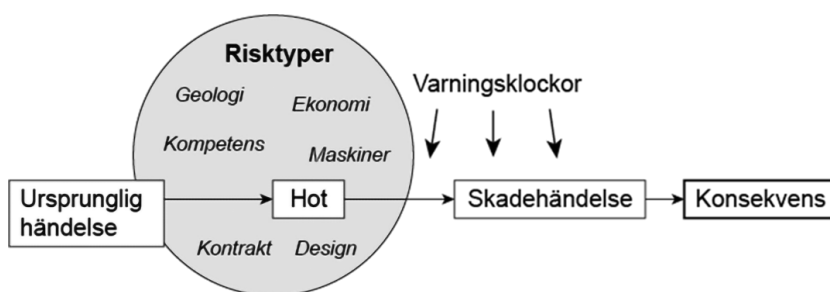 Risktyper
Geologi
Ekonomi
Kompetens
Maskiner
Varningsklockor
Ursprunglig
händelse
Hot
Skadehändelse
Konsekvens
Kontrakt
Design